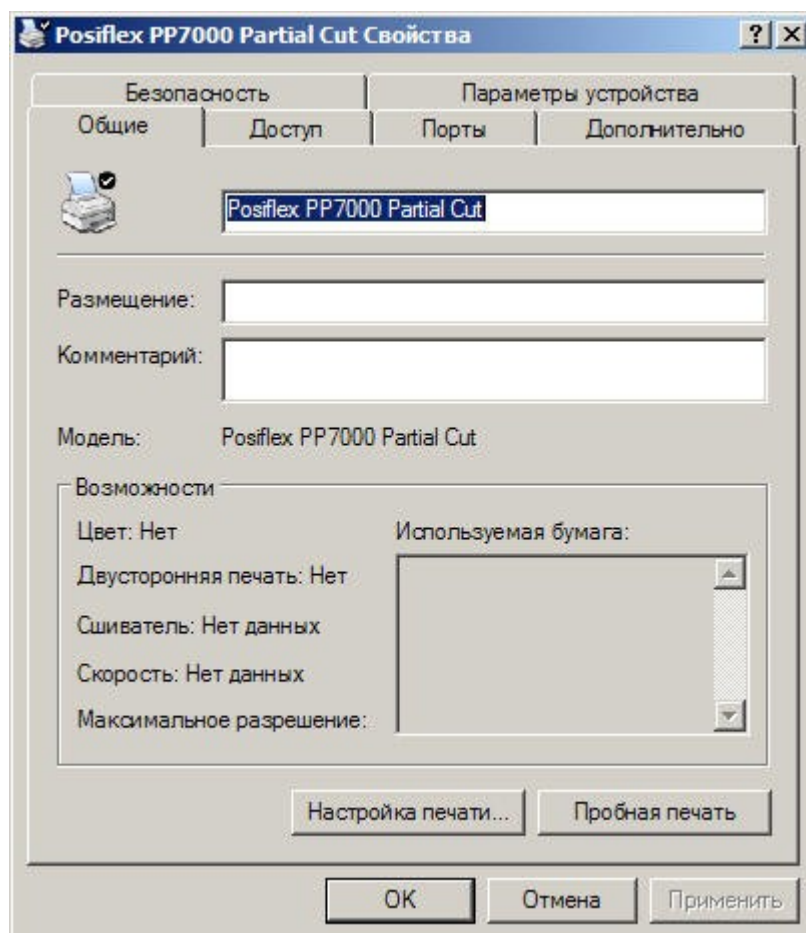 Posiflex PP7000 Partial Cut Свойства
Безопасность Параметры устройства
Общие Доступ Порты Дополнительно
Posiflex PP7000 Partial Cut
Размещение:
Комментарий:
Модель: Posiflex PP7000 Partial Cut
Возможности
Цвет: Нет Используемая бумага:
Двусторонняя печать: Нет
Сшиватель: Нет данных
Скорость: Нет данных
Максимальное разрешение:
Настройка печати... Пробная печать
OK Отмена Применить